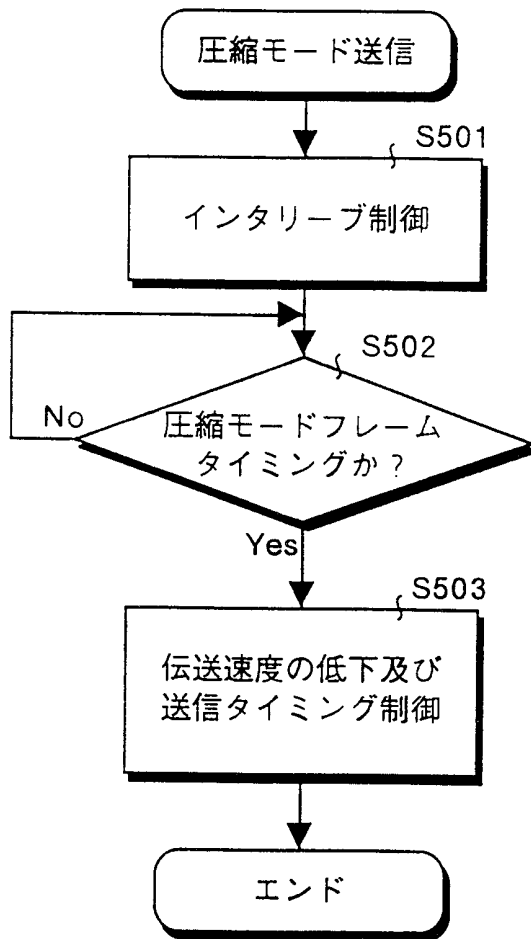 圧縮モード送信
S501
インタリーブ制御
S502
圧縮モードフレーム
タイミングか？
No
Yes
S503
伝送速度の低下及び
送信タイミング制御
エンド